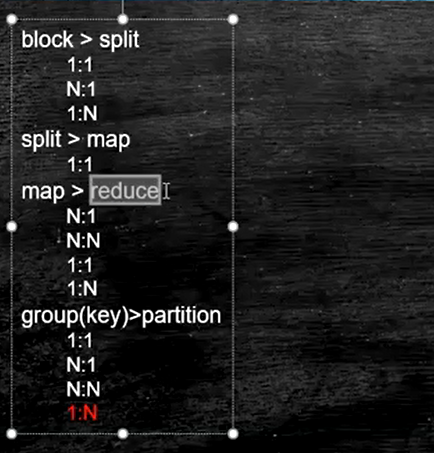 block > split
1:1
N:1
1:N
split > map
1:1
map > reduce
N:1
N:N
1:1
1:N
group(key)>partition
1:1
N:1
N:N
1:N